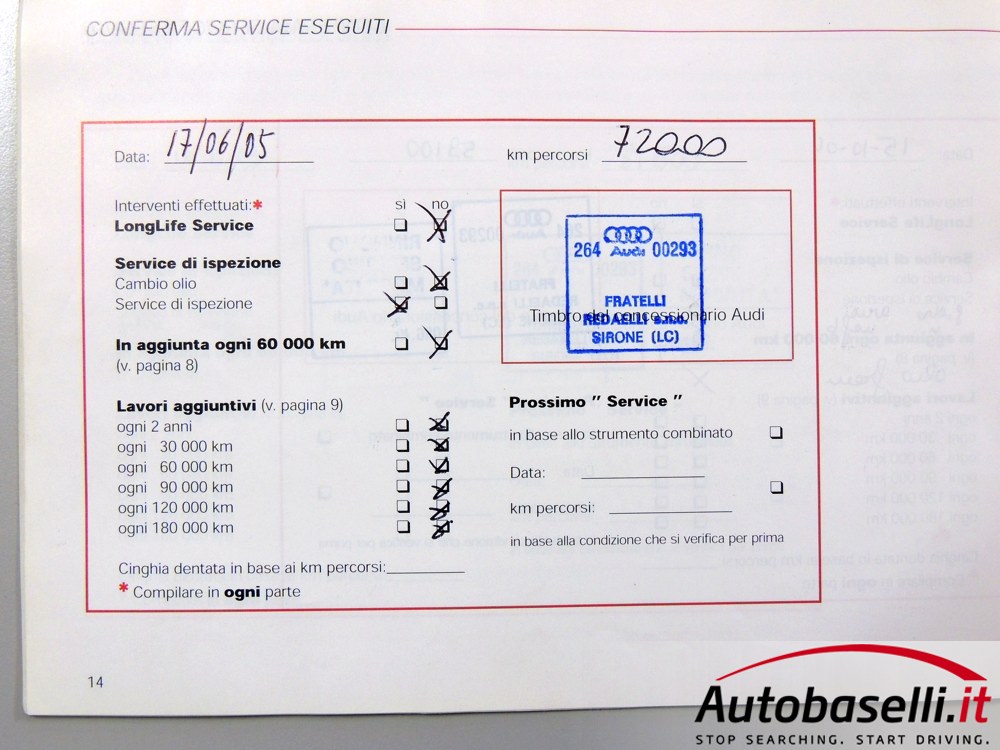 CONFERMA SERVICE ESEGUITI
Data: 17/06/05
km percorsi 72000
Interventi effettuati:* sì no
LongLife Service
Service di ispezione
Cambio olio
Service di ispezione
In aggiunta ogni 60 000 km
(v. pagina 8)
Lavori aggiuntivi (v. pagina 9)
ogni 2 anni
ogni 30 000 km
ogni 60 000 km
ogni 90 000 km
ogni 120 000 km
ogni 180 000 km
Cinghia dentata in base ai km percorsi:
* Compilare in ogni parte
264 Audi 00293
FRATELLI
Timbro del concessionario Audi
REDAELLI s.n.c.
SIRONE (LC)
Prossimo " Service "
in base allo strumento combinato
Data:
km percorsi:
in base alla condizione che si verifica per prima
14
Autobaselli.it
STOP SEARCHING. START DRIVING.